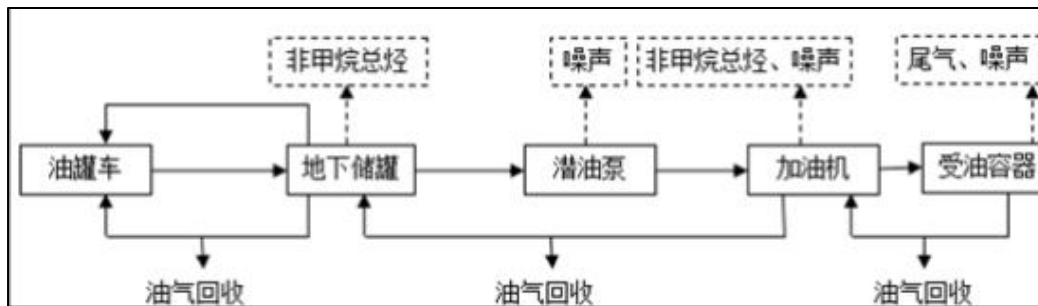 非甲烷总烃
噪声
非甲烷总烃、噪声
尾气、噪声
油罐车
地下储罐
潜油泵
加油机
受油容器
油气回收
油气回收
油气回收